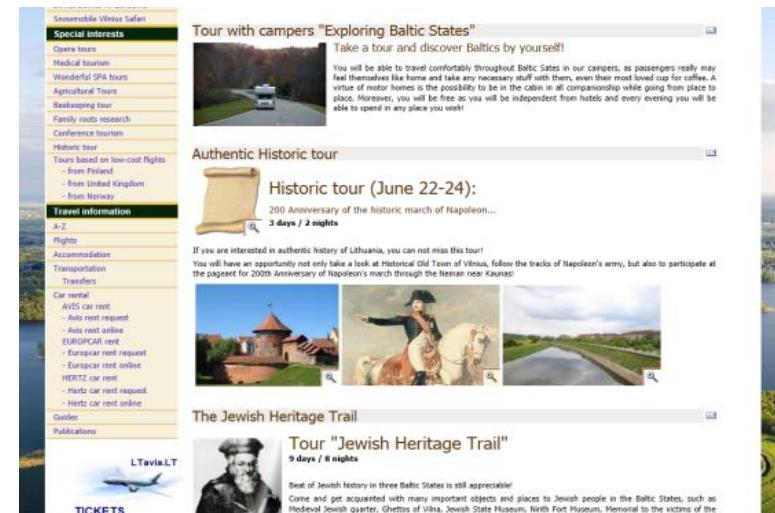 Snowmobile Vilnius Safari
Special interests
Opera tours
Medical tourism
Wonderful SPA tours
Agricultural Tours
Beekeeping tour
Family roots research
Conference tourism
Historic tour
Tours based on low-cost flights
- from Finland
- from United Kingdom
- from Norway
Travel information
A-Z
Flights
Accommodation
Transportation
Transfers
Car rental
AVIS car rent
- Avis rent request
- Avis rent online
EUROPCAR rent
- Europcar rent request
- Europcar rent online
HERTZ car rent
- Hertz car rent request
- Hertz car rent online
Guides
Publications
LTavia.LT
TICKETS
Tour with campers "Exploring Baltic States"
Take a tour and discover Baltics by yourself!
You will be able to travel comfortably throughout Baltic Sates in our campers, as passengers really may
feel themselves like home and take any necessary stuff with them, even their most loved cup for coffee. A
virtue of motor homes is the possibility to be in the cabin in all companionship while going from place to
place. Moreover, you will be free as you will be independent from hotels and every evening you will be
able to spend in any place you wish!
Authentic Historic tour
Historic tour (June 22-24):
200 Anniversary of the historic march of Napoleon...
3 days / 2 nights
If you are interested in authentic history of Lithuania, you can not miss this tour!
You will have an opportunity not only take a look at Historical Old Town of Vilnius, follow the tracks of Napoleon's army, but also to participate at
the pageant for 200th Anniversary of Napoleon's march through the Neman near Kaunas!
The Jewish Heritage Trail
Tour "Jewish Heritage Trail"
9 days / 8 nights
Beat of Jewish history in three Baltic States is still appreciable!
Come and get acquainted with many important objects and places to Jewish people in the Baltic States, such as
Medieval Jewish quarter, Ghettos of Vilna, Jewish State Museum, Ninth Fort Museum, Memorial to the victims of the